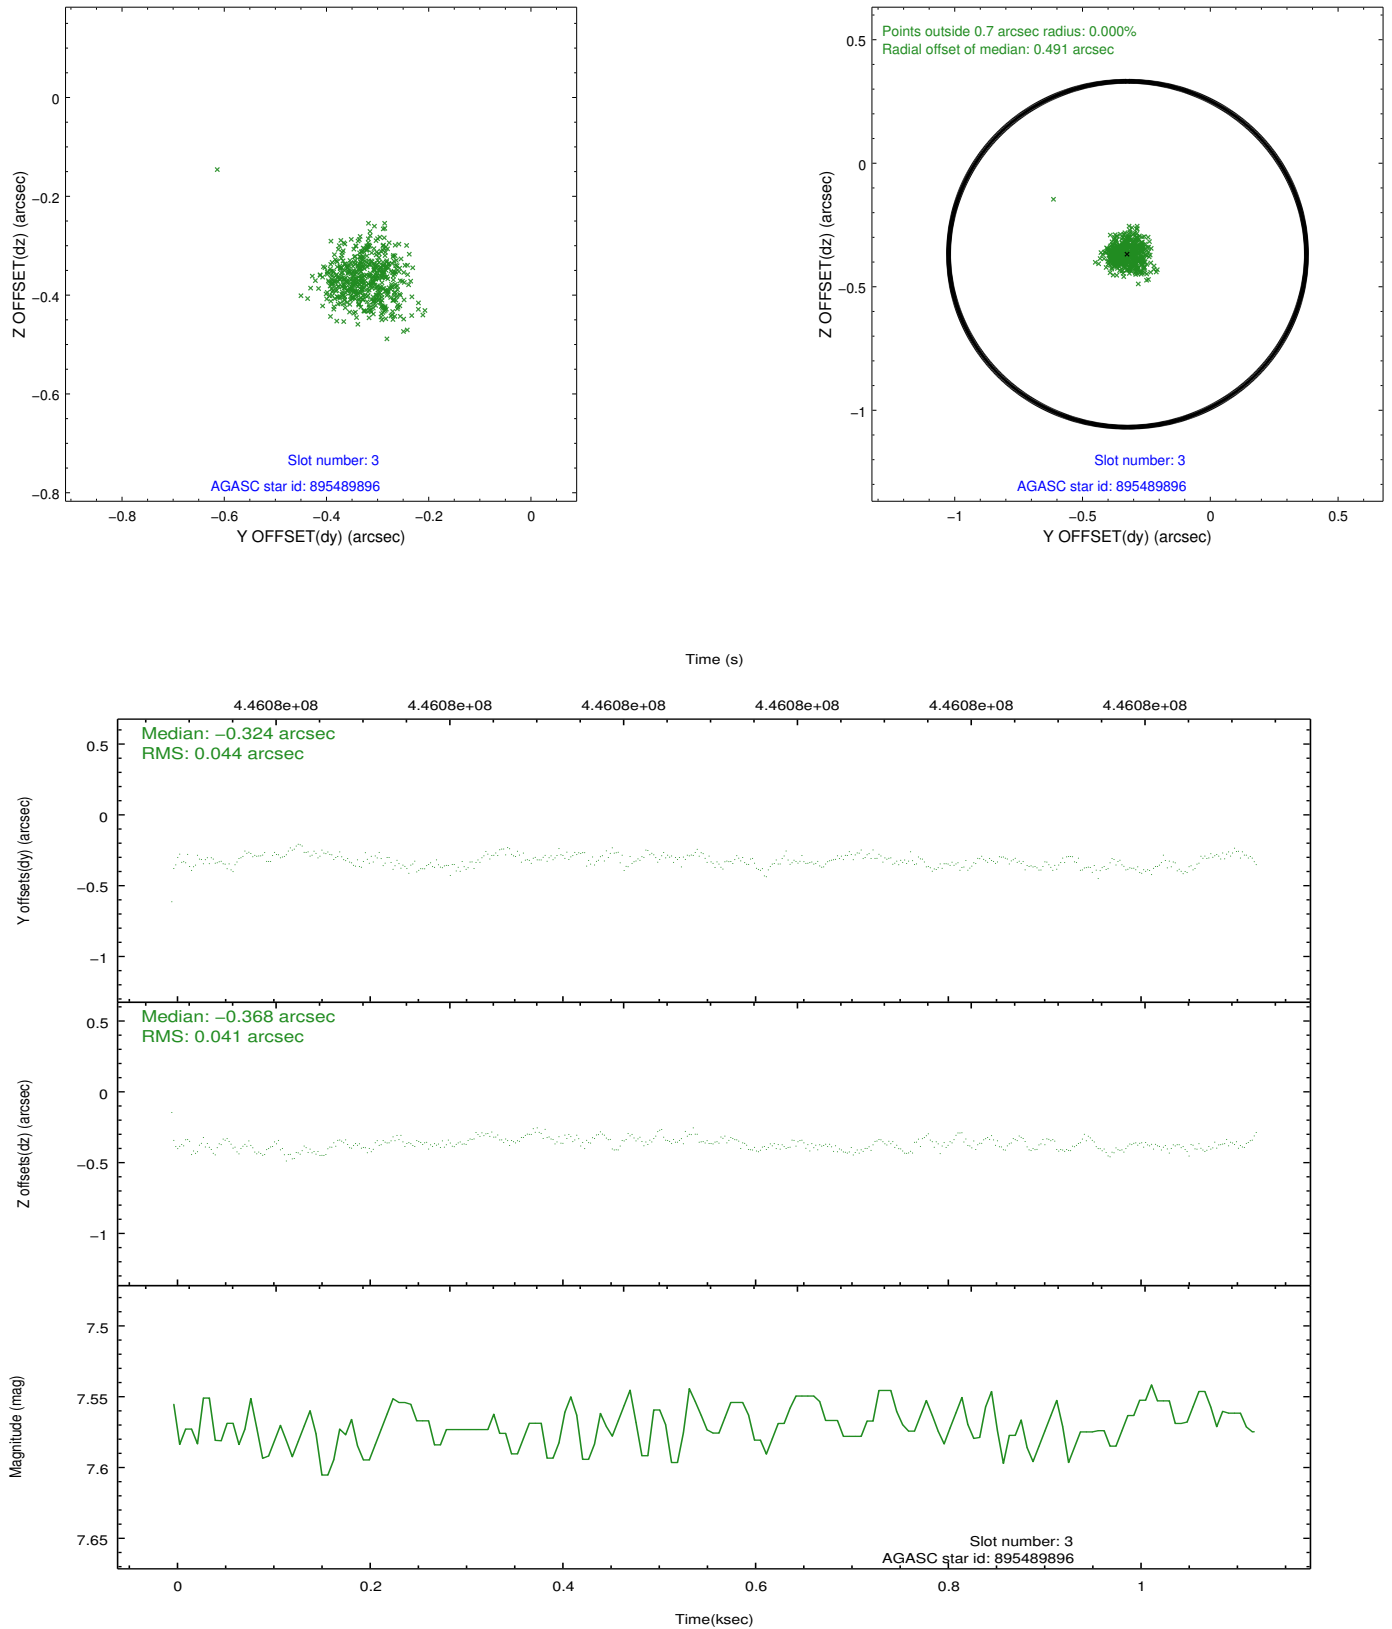 0
−0.2
−0.4
−0.6
−0.8
Z OFFSET(dz) (arcsec)
Slot number: 3
AGASC star id: 895489896
−0.8 −0.6 −0.4 −0.2 0
Y OFFSET(dy) (arcsec)
Points outside 0.7 arcsec radius: 0.000%
Radial offset of median: 0.491 arcsec
0.5
0
−0.5
−1
Z OFFSET(dz) (arcsec)
Slot number: 3
AGASC star id: 895489896
−1 −0.5 0 0.5
Y OFFSET(dy) (arcsec)
Time (s)
4.4608e+08 4.4608e+08 4.4608e+08 4.4608e+08 4.4608e+08 4.4608e+08
Median: −0.324 arcsec
RMS: 0.044 arcsec
0.5
0
−0.5
−1
Y offsets(dy) (arcsec)
Median: −0.368 arcsec
RMS: 0.041 arcsec
0.5
0
−0.5
−1
Z offsets(dz) (arcsec)
7.5
7.55
7.6
7.65
Magnitude (mag)
Slot number: 3
AGASC star id: 895489896
0 0.2 0.4 0.6 0.8 1
Time(ksec)